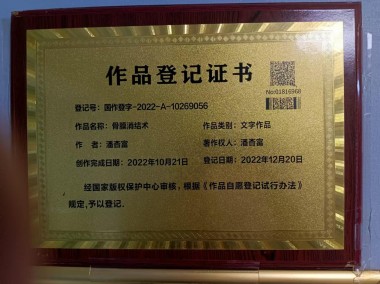 作品登记证书
No:01816968
登记号：国作登字-2022-A-10269056
作品名称：骨膜消结术 作品类别：文字作品
作 者：潘杏富 著作权人：潘杏富
创作完成日期：2022年10月21日 登记日期：2022年12月20日
经国家版权保护中心审核，根据《作品自愿登记试行办法》
规定，予以登记。